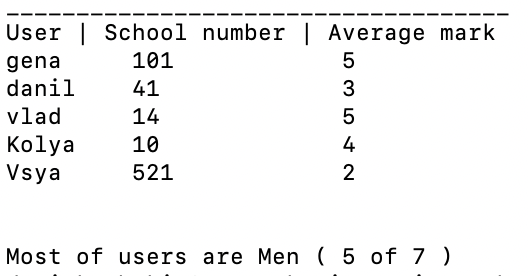 User | School number | Average mark
gena 101 5
danil 41 3
vlad 14 5
Kolya 10 4
Vsya 521 2
Most of users are Men ( 5 of 7 )